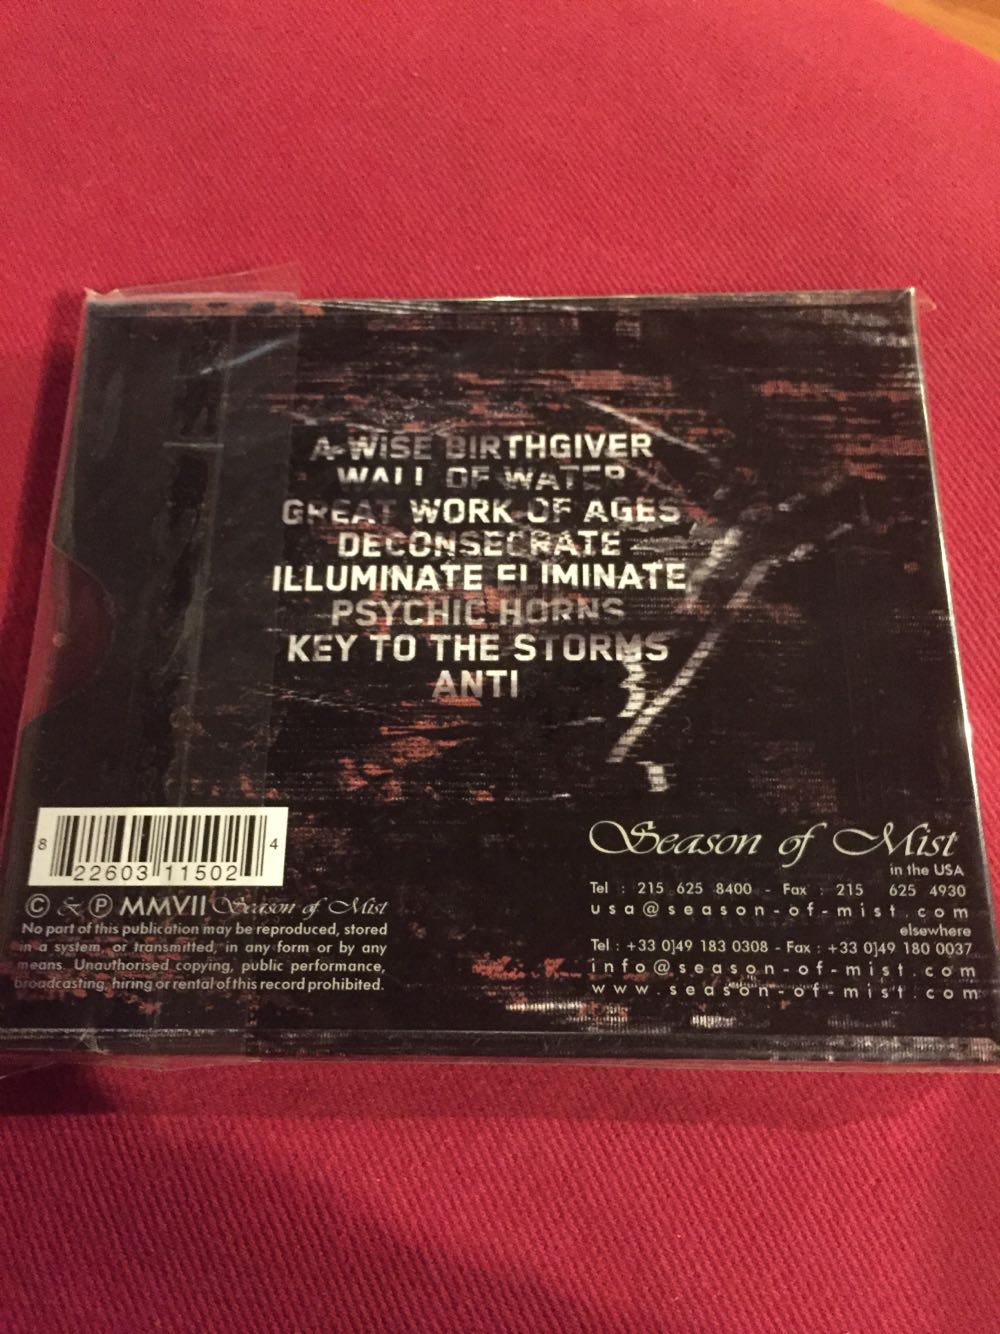 A WISE BIRTHGIVER
WALL OF WATER
GREAT WORK OF AGES
DECONSECRATE
ILLUMINATE ELIMINATE
PSYCHIC HORNS
KEY TO THE STORMS
ANTI
8 22603 11502 4
© & ℗ MMVII Season of Mist
No part of this publication may be reproduced, stored
in a system, or transmitted, in any form or by any
means. Unauthorised copying, public performance,
broadcasting, hiring or rental of this record prohibited.
Season of Mist
in the USA
Tel : 215 625 8400 - Fax : 215 625 4930
usa@season-of-mist.com
elsewhere
Tel : +33 0]49 183 0308 - Fax : +33 0]49 180 0037
info@season-of-mist.com
www.season-of-mist.com